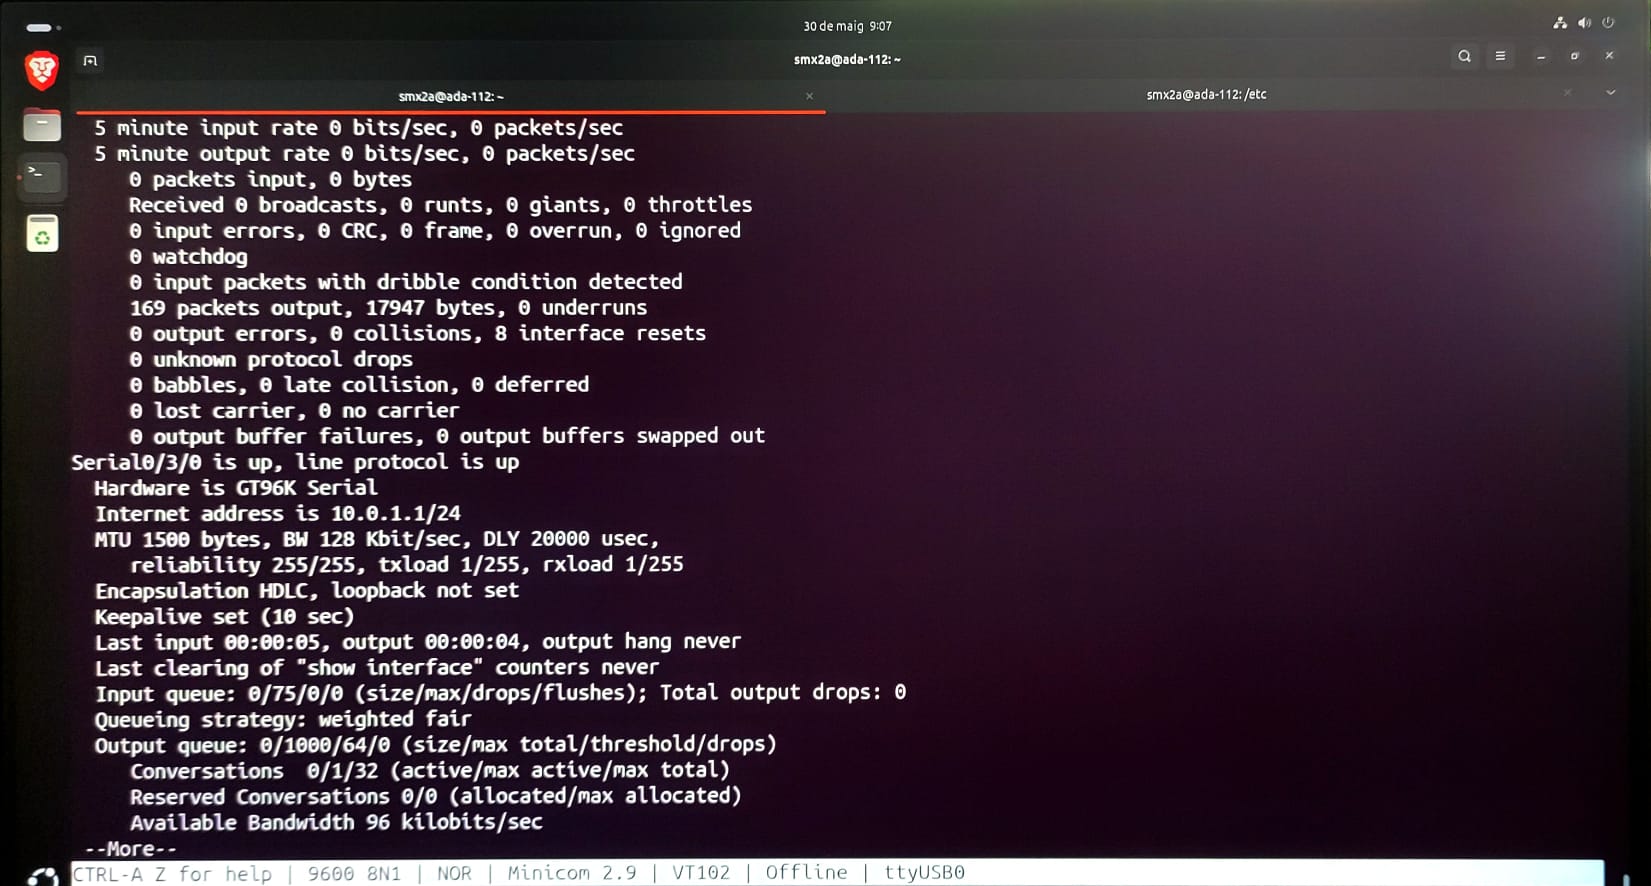 30 de maig 9:07
smx2a@ada-112: ~
smx2a@ada-112: ~
smx2a@ada-112: /etc
5 minute input rate 0 bits/sec, 0 packets/sec
5 minute output rate 0 bits/sec, 0 packets/sec
0 packets input, 0 bytes
Received 0 broadcasts, 0 runts, 0 giants, 0 throttles
0 input errors, 0 CRC, 0 frame, 0 overrun, 0 ignored
0 watchdog
0 input packets with dribble condition detected
169 packets output, 17947 bytes, 0 underruns
0 output errors, 0 collisions, 8 interface resets
0 unknown protocol drops
0 babbles, 0 late collision, 0 deferred
0 lost carrier, 0 no carrier
0 output buffer failures, 0 output buffers swapped out
Serial0/3/0 is up, line protocol is up
Hardware is GT96K Serial
Internet address is 10.0.1.1/24
MTU 1500 bytes, BW 128 Kbit/sec, DLY 20000 usec,
reliability 255/255, txload 1/255, rxload 1/255
Encapsulation HDLC, loopback not set
Keepalive set (10 sec)
Last input 00:00:05, output 00:00:04, output hang never
Last clearing of "show interface" counters never
Input queue: 0/75/0/0 (size/max/drops/flushes); Total output drops: 0
Queueing strategy: weighted fair
Output queue: 0/1000/64/0 (size/max total/threshold/drops)
Conversations  0/1/32 (active/max active/max total)
Reserved Conversations 0/0 (allocated/max allocated)
Available Bandwidth 96 kilobits/sec
--More--
CTRL-A Z for help | 9600 8N1 | NOR | Minicom 2.9 | VT102 | Offline | ttyUSB0